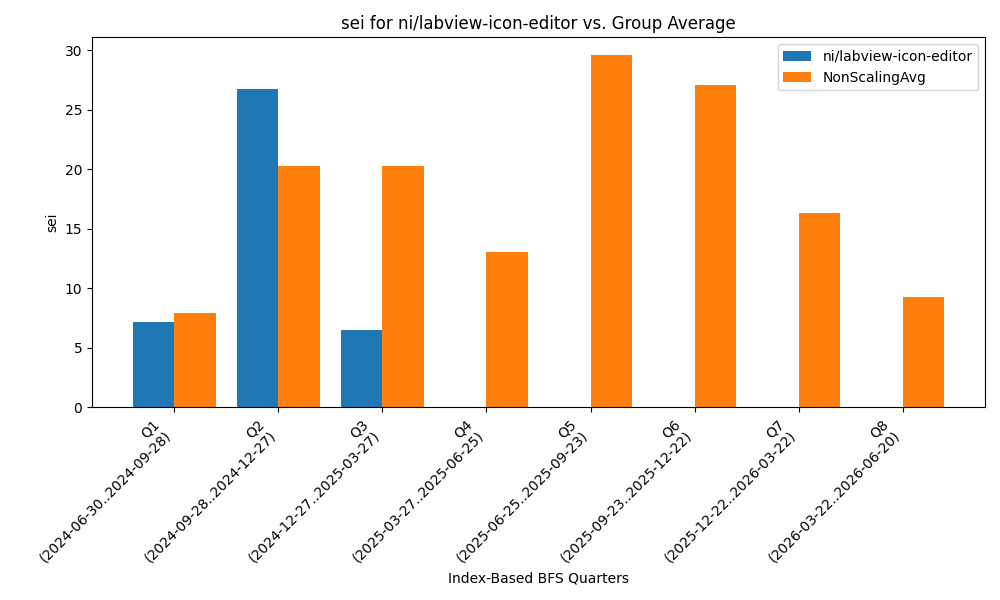 sei for ni/labview-icon-editor vs. Group Average
ni/labview-icon-editor
NonScalingAvg
sei
30
25
20
15
10
5
0
Q1
(2024-06-30..2024-09-28)
Q2
(2024-09-28..2024-12-27)
Q3
(2024-12-27..2025-03-27)
Q4
(2025-03-27..2025-06-25)
Q5
(2025-06-25..2025-09-23)
Q6
(2025-09-23..2025-12-22)
Q7
(2025-12-22..2026-03-22)
Q8
(2026-03-22..2026-06-20)
Index-Based BFS Quarters